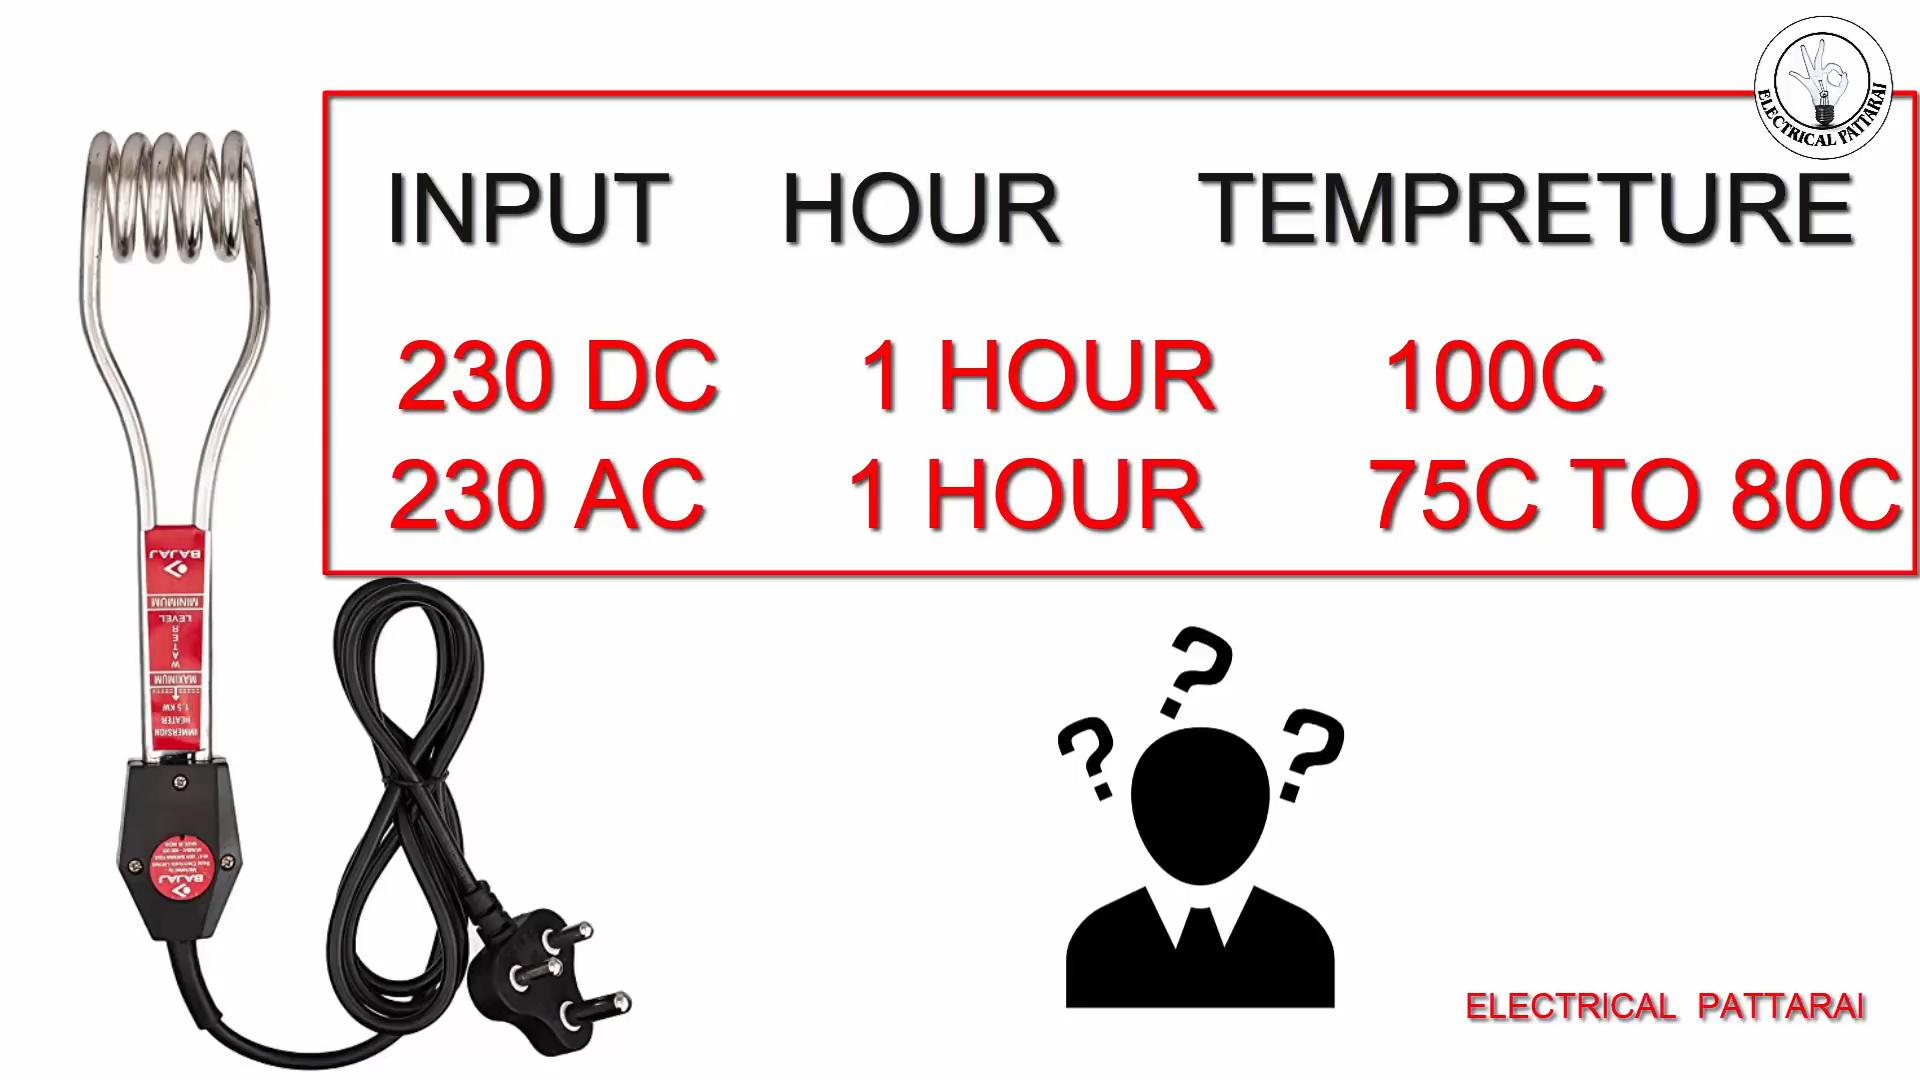 ELECTRICAL PATTARAI
INPUT HOUR TEMPRETURE
230 DC 1 HOUR 100C
230 AC 1 HOUR 75C TO 80C
BAJAJ
MINIMUM
LEVEL
WATER
MAXIMUM
1.5 KW
HEATER
IMMERSION
BAJAJ
? ? ?
ELECTRICAL PATTARAI